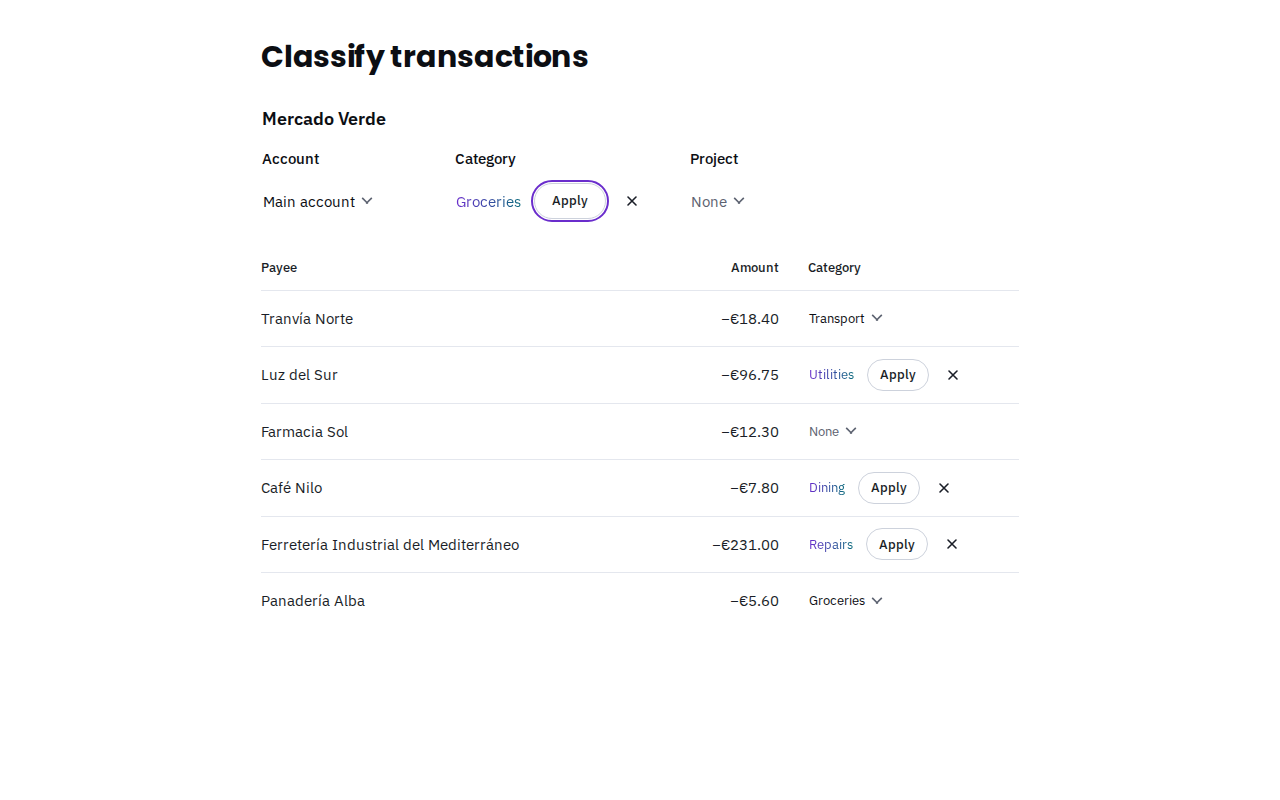 Classify transactions
Mercado Verde
Account Category Project
Main account Groceries Apply None
Payee Amount Category
Tranvía Norte −€18.40 Transport
Luz del Sur −€96.75 Utilities Apply
Farmacia Sol −€12.30 None
Café Nilo −€7.80 Dining Apply
Ferretería Industrial del Mediterráneo −€231.00 Repairs Apply
Panadería Alba −€5.60 Groceries